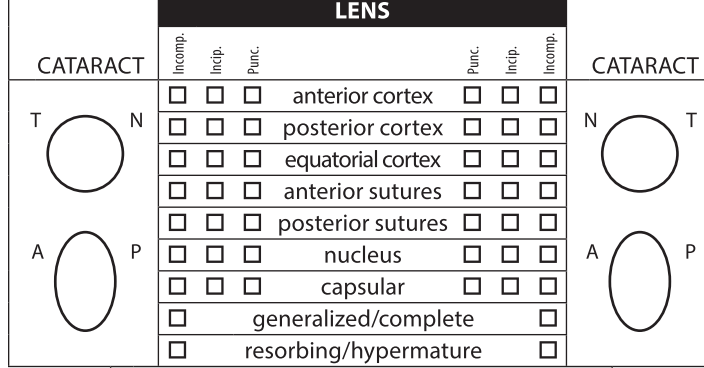 LENS
CATARACT Incomp. Incip. Punc. Punc. Incip. Incomp. CATARACT
anterior cortex
T N posterior cortex N T
equatorial cortex
anterior sutures
posterior sutures
A P nucleus A P
capsular
generalized/complete
resorbing/hypermature